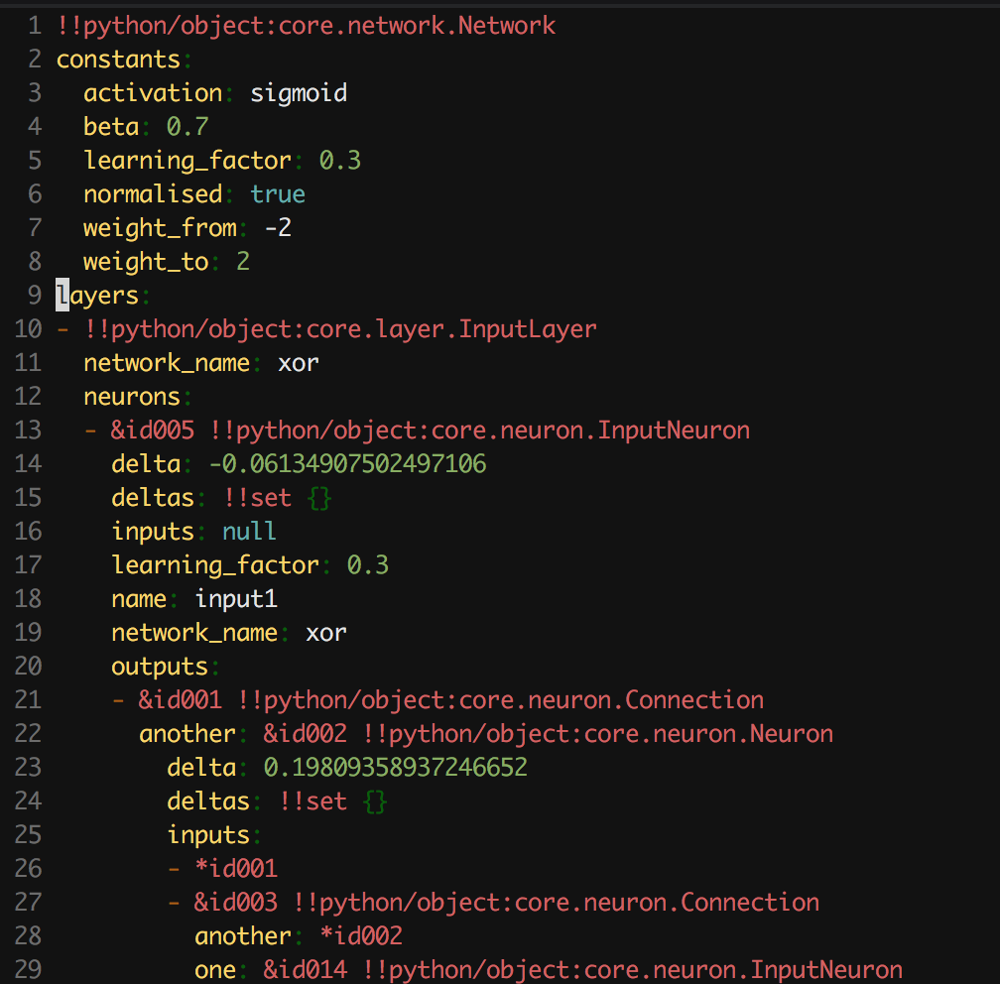 1 !!python/object:core.network.Network
2 constants:
3   activation: sigmoid
4   beta: 0.7
5   learning_factor: 0.3
6   normalised: true
7   weight_from: -2
8   weight_to: 2
9 layers:
10 - !!python/object:core.layer.InputLayer
11   network_name: xor
12   neurons:
13   - &id005 !!python/object:core.neuron.InputNeuron
14     delta: -0.06134907502497106
15     deltas: !!set {}
16     inputs: null
17     learning_factor: 0.3
18     name: input1
19     network_name: xor
20     outputs:
21     - &id001 !!python/object:core.neuron.Connection
22       another: &id002 !!python/object:core.neuron.Neuron
23         delta: 0.19809358937246652
24         deltas: !!set {}
25         inputs:
26         - *id001
27         - &id003 !!python/object:core.neuron.Connection
28           another: *id002
29           one: &id014 !!python/object:core.neuron.InputNeuron